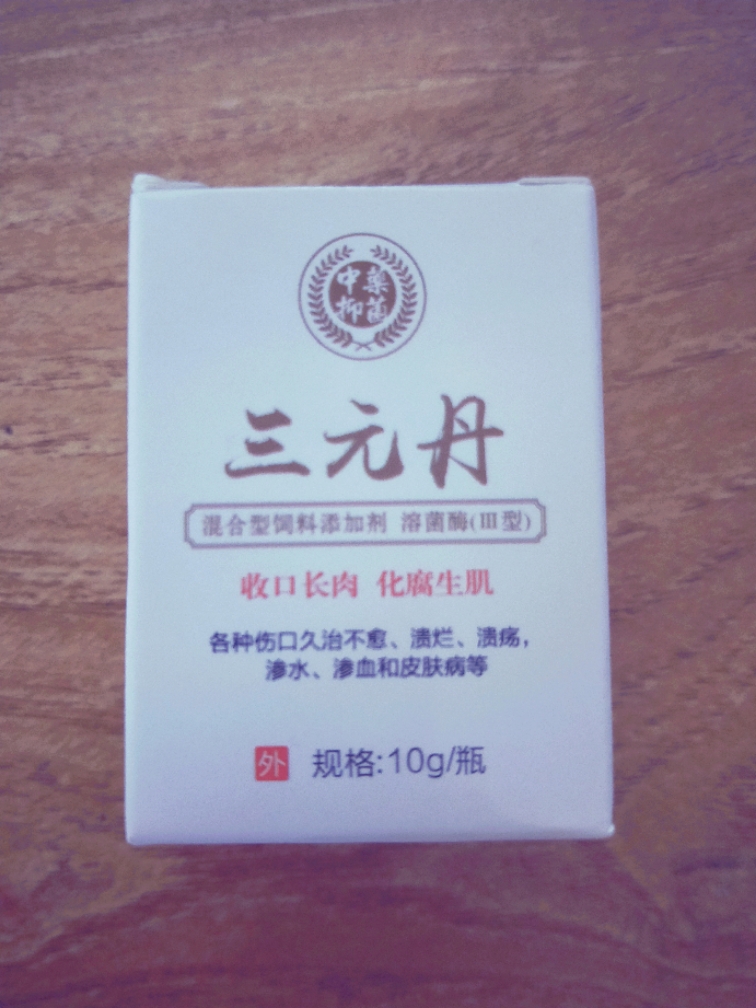 中药
抑菌
三元丹
混合型饲料添加剂 溶菌酶(Ⅲ型)
收口长肉 化腐生肌
各种伤口久治不愈、溃烂、溃疡,
渗水、渗血和皮肤病等
外 规格:10g/瓶